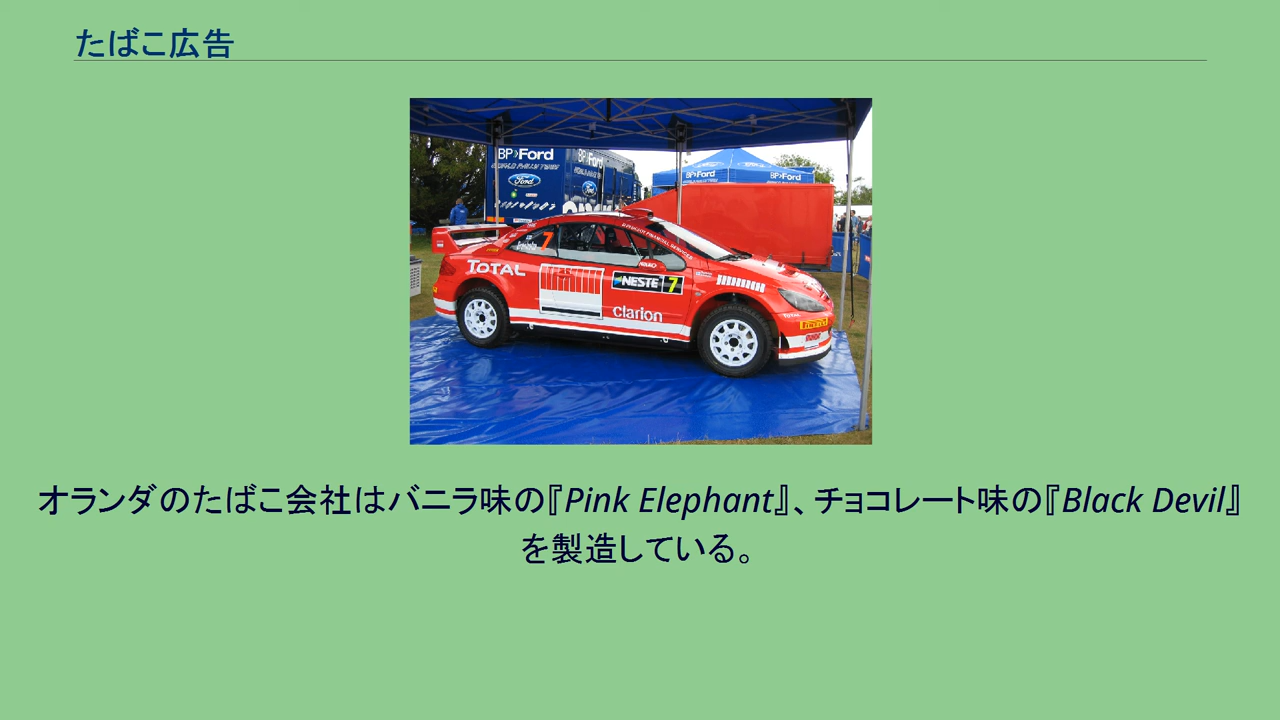 たばこ広告
BP Ford
Ford
BP Ford
BP Ford
7
TOTAL
NESTE 7
clarion
PIRELLI
オランダのたばこ会社はバニラ味の『Pink Elephant』、チョコレート味の『Black Devil』
を製造している。